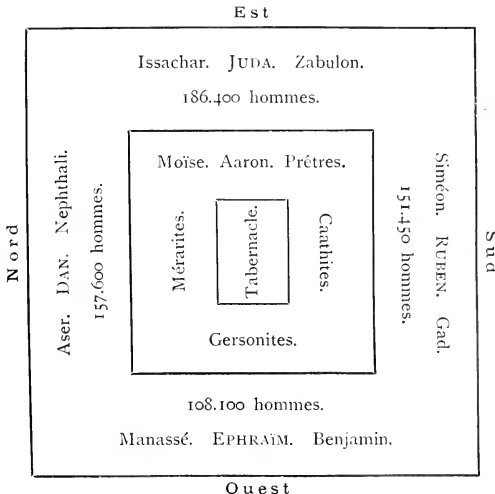 Est
Issachar. JUDA. Zabulon.
186.400 hommes.
Nord
Aser. DAN. Nephthali.
157.600 hommes.
Moïse. Aaron. Prêtres.
Mérarites.
Tabernacle.
Caathites.
Gersonites.
151.450 hommes.
Siméon. RUBEN. Gad.
Sud
108.100 hommes.
Manassé. EPHRAÏM. Benjamin.
Ouest